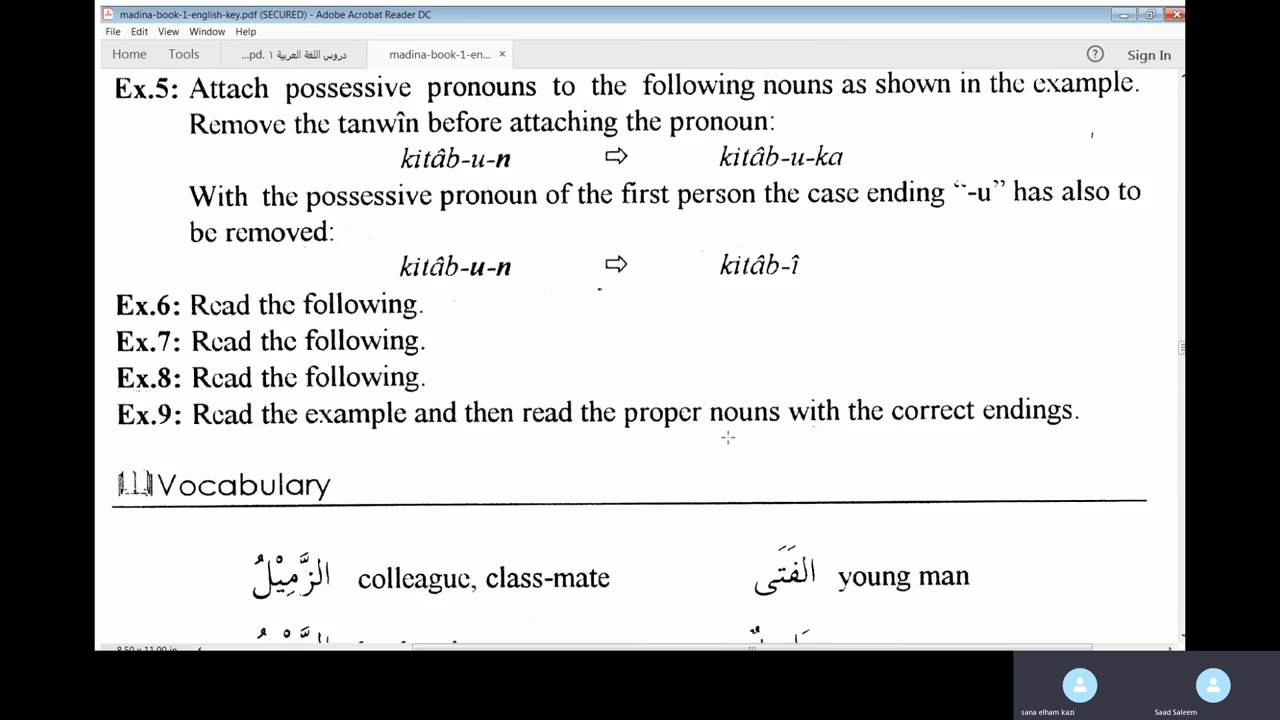 madina-book-1-english-key.pdf (SECURED) - Adobe Acrobat Reader DC
File Edit View Window Help
Home Tools دروس اللغة العربية ١ .pd... madina-book-1-en... × ? Sign In
Ex.5: Attach possessive pronouns to the following nouns as shown in the example.
Remove the tanwîn before attaching the pronoun:
kitâb-u-n ⇨ kitâb-u-ka
With the possessive pronoun of the first person the case ending “-u” has also to
be removed:
kitâb-u-n ⇨ kitâb-î
Ex.6: Read the following.
Ex.7: Read the following.
Ex.8: Read the following.
Ex.9: Read the example and then read the proper nouns with the correct endings.
Vocabulary
الزَّمِيْلُ colleague, class-mate الفَتَى young man
8.50 x 11.00 in
sana elham kazi Saad Saleem